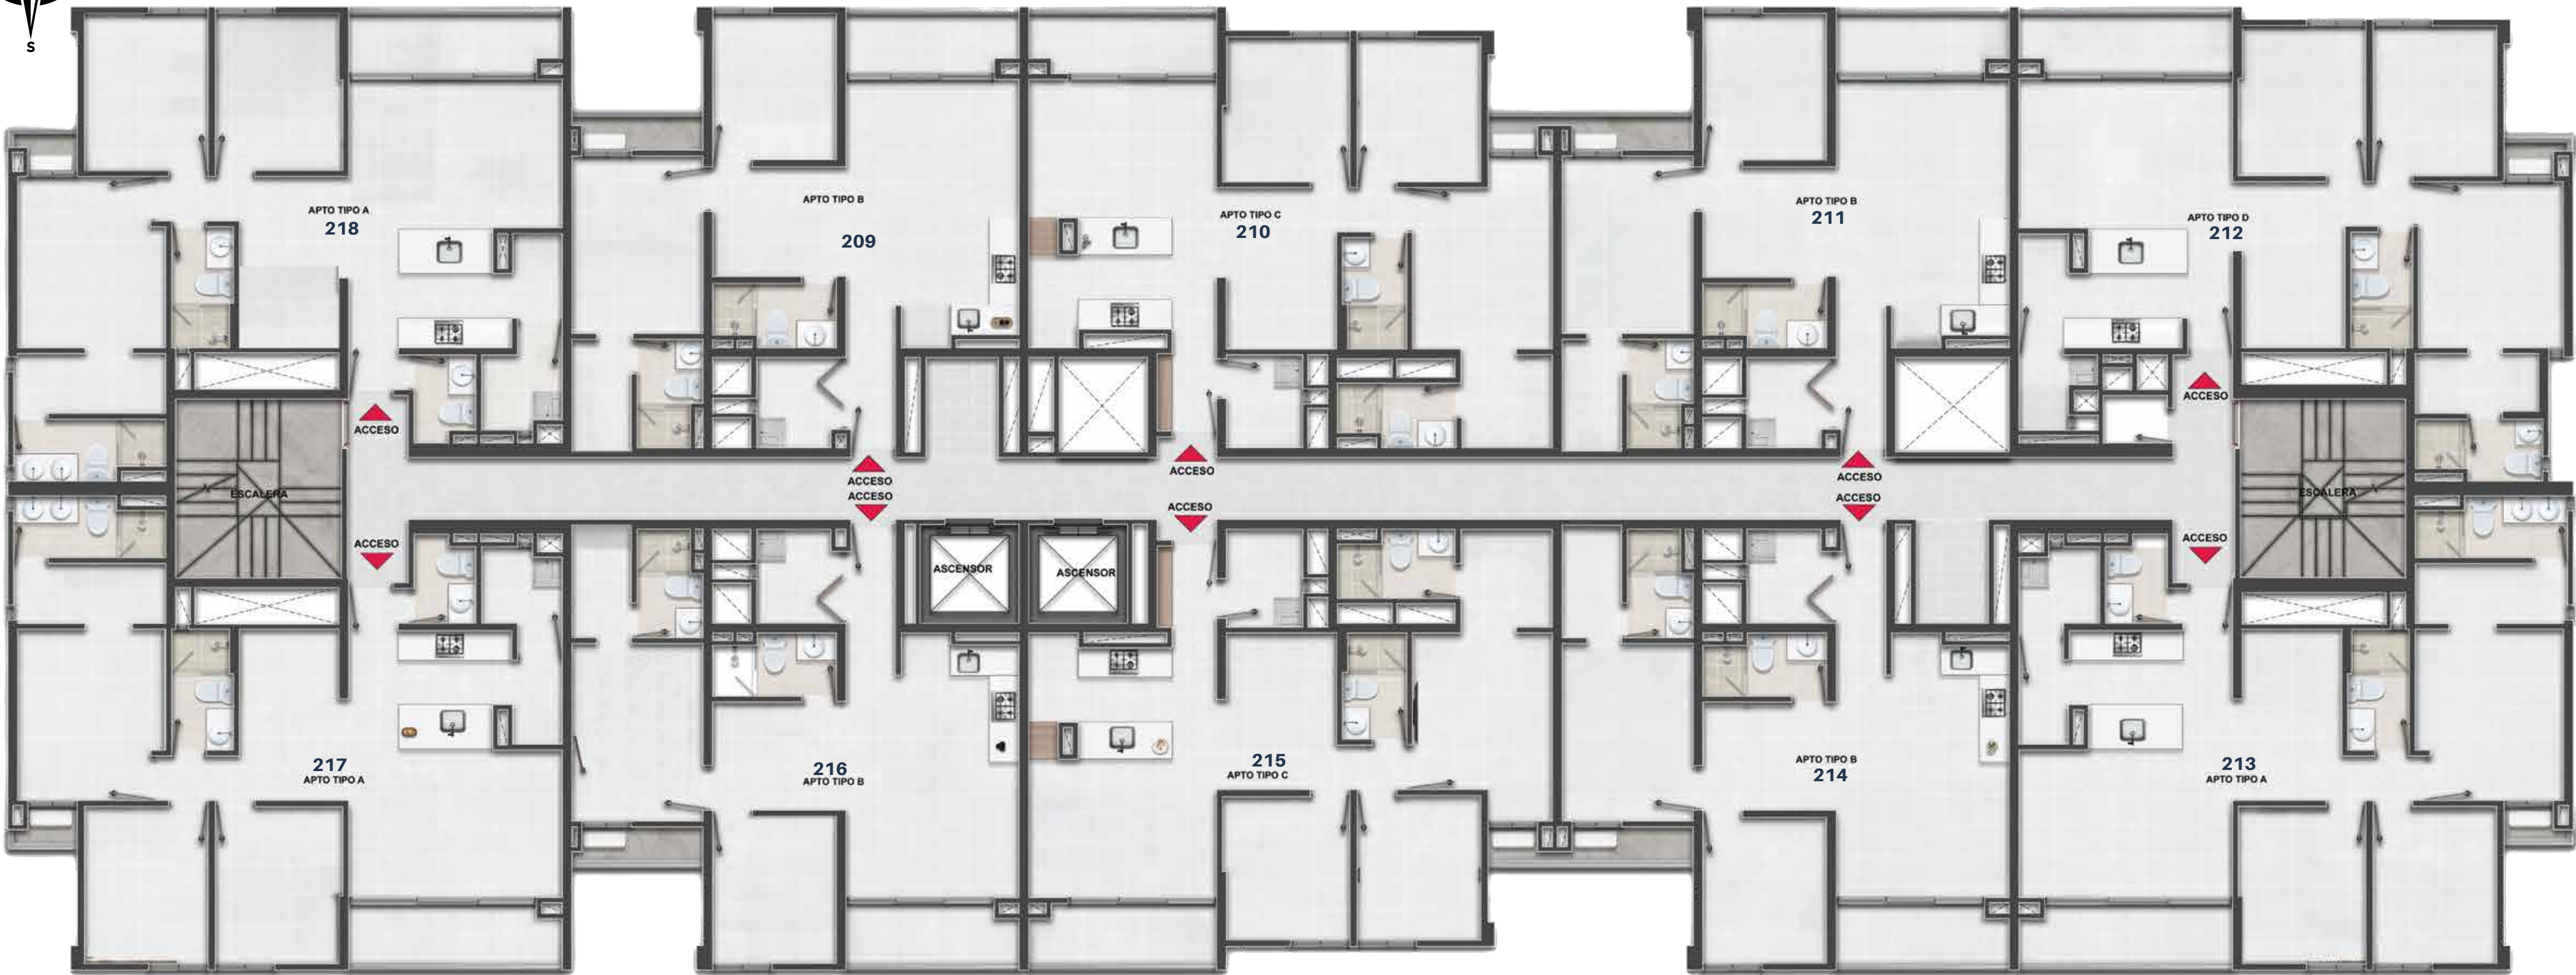 S
APTO TIPO A
218
APTO TIPO B
209
APTO TIPO C
210
APTO TIPO B
211
APTO TIPO D
212
ACCESO
ACCESO
ACCESO
ACCESO
ACCESO
ESCALERA
ESCALERA
ACCESO
ACCESO
ACCESO
ACCESO
ACCESO
ASCENSOR
ASCENSOR
217
APTO TIPO A
216
APTO TIPO B
215
APTO TIPO C
APTO TIPO B
214
213
APTO TIPO A